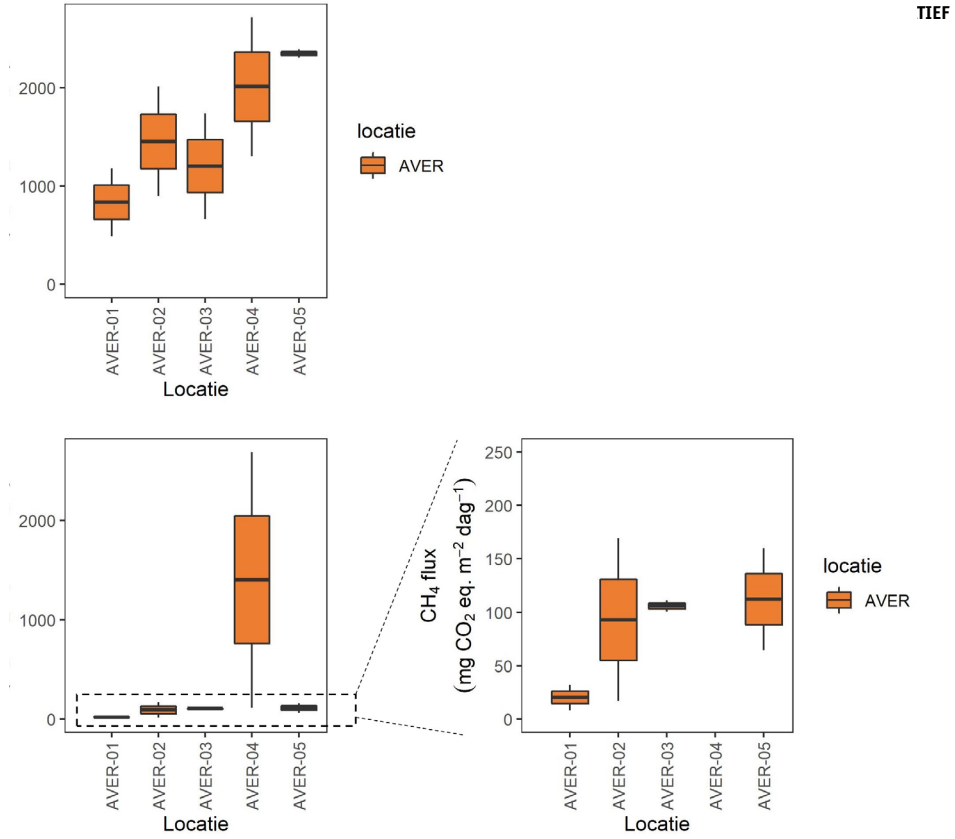 TIEF
2000
1000
0
AVER-01
AVER-02
AVER-03
AVER-04
AVER-05
Locatie
locatie
AVER
2000
1000
0
AVER-01
AVER-02
AVER-03
AVER-04
AVER-05
Locatie
CH₄ flux
(mg CO₂ eq. m⁻² dag⁻¹)
250
200
150
100
50
0
AVER-01
AVER-02
AVER-03
AVER-04
AVER-05
Locatie
locatie
AVER